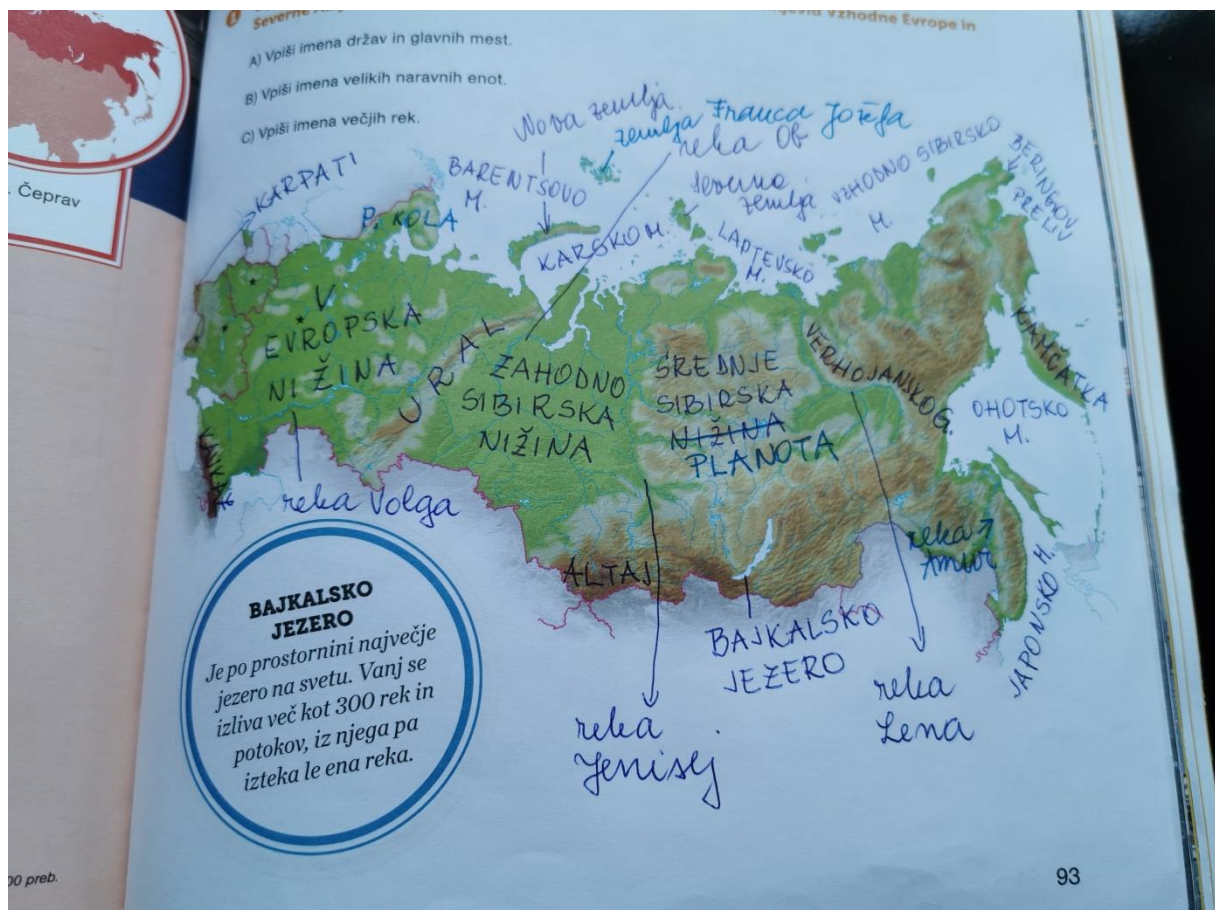 Vzhodne Evrope in
Severne
A) Vpiši imena držav in glavnih mest.
B) Vpiši imena velikih naravnih enot.
C) Vpiši imena večjih rek.
Čeprav
Nova zemlja
zemlja Franca Jožefa
reka Ob
KARPATI
P. KOLA
BARENTSOVO
M.
KARSKO M.
Severna
zemlja
LAPTEVSKO
M.
VZHODNO SIBIRSKO
M.
BERINGOV
PRELIV
V
EVROPSKA
NIŽINA
URAL
ZAHODNO
SIBIRSKA
NIŽINA
SREDNJE
SIBIRSKA
NIŽINA
PLANOTA
VERHOJANSKO G.
KAMČATKA
OHOTSKO
M.
reka Volga
ALTAJ
reka
Amur
JAPONSKO M.
BAJKALSKO
JEZERO
reka
Jenisej
reka
Lena
BAJKALSKO
JEZERO
Je po prostornini največje
jezero na svetu. Vanj se
izliva več kot 300 rek in
potokov, iz njega pa
izteka le ena reka.
00 preb.
93